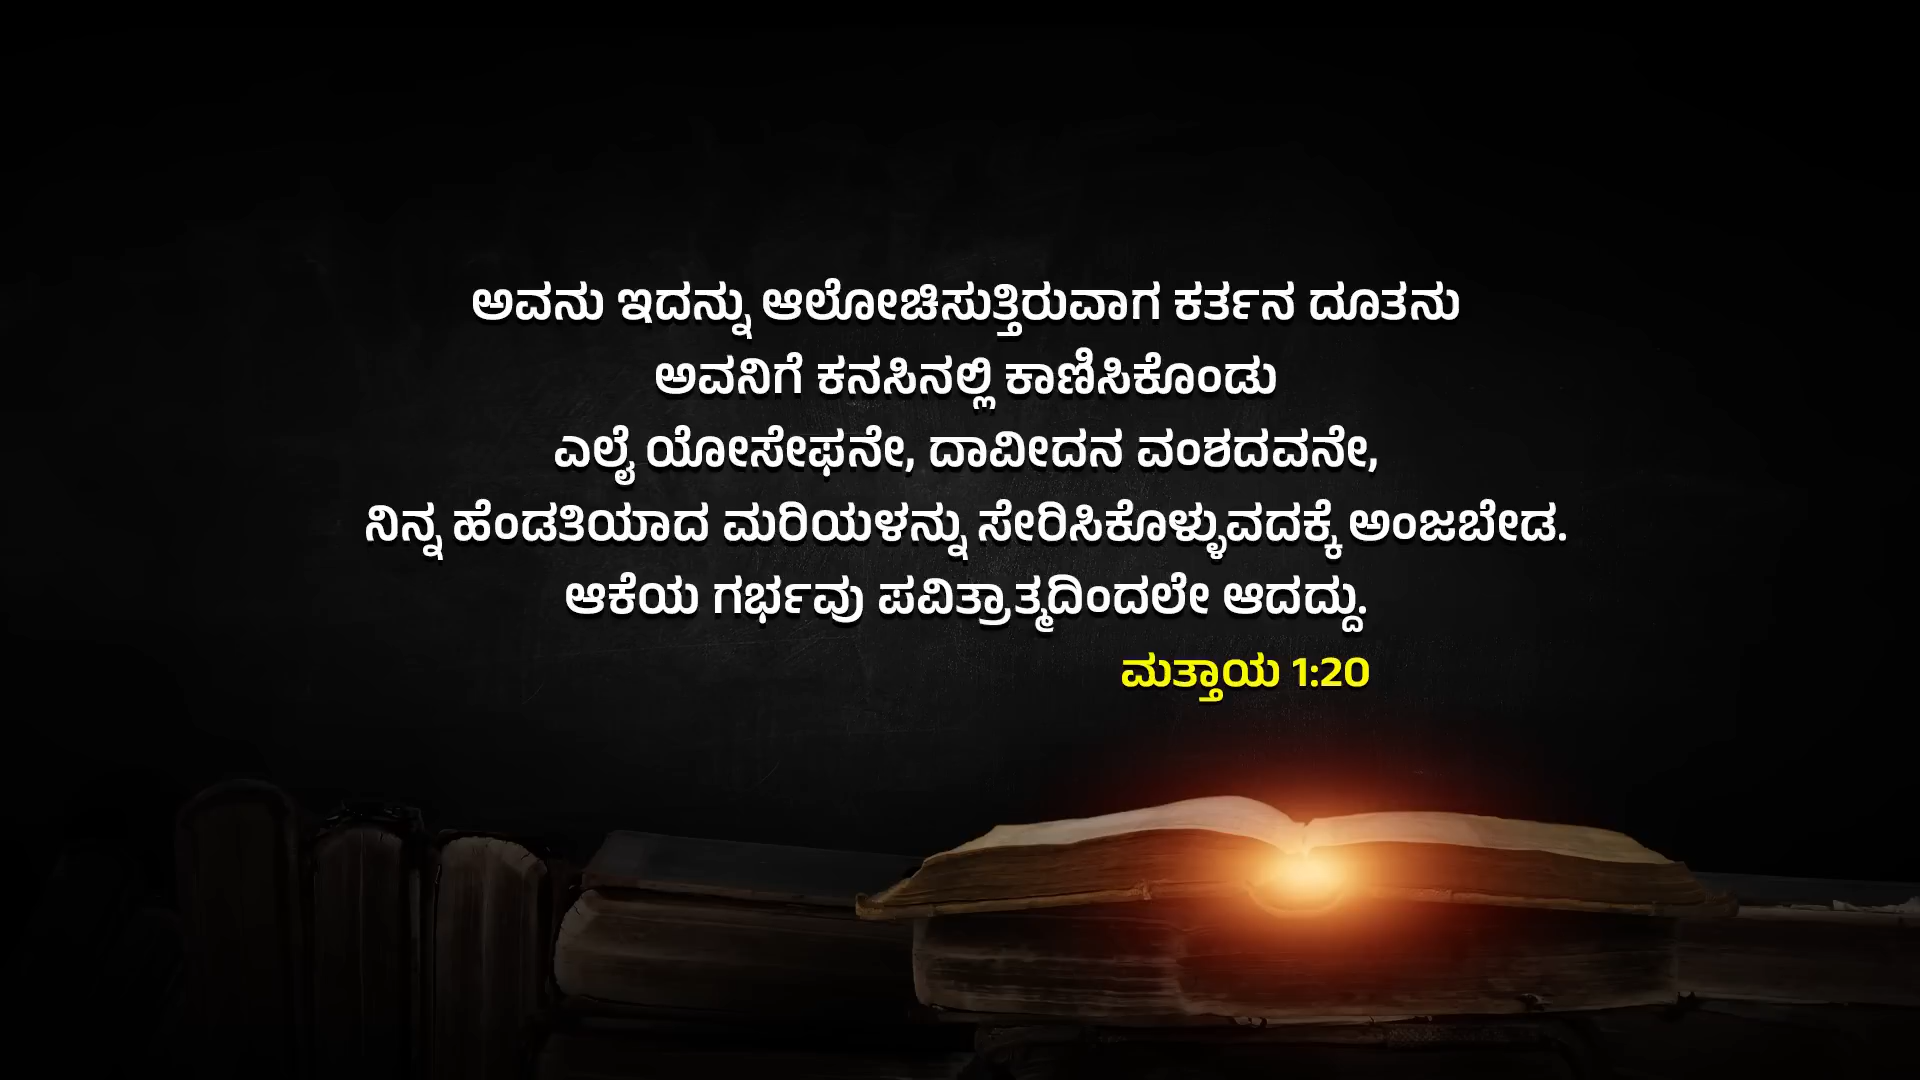 ಅವನು ಇದನ್ನು ಆಲೋಚಿಸುತ್ತಿರುವಾಗ ಕರ್ತನ ದೂತನು
ಅವನಿಗೆ ಕನಸಿನಲ್ಲಿ ಕಾಣಿಸಿಕೊಂಡು
ಎಲೈ ಯೋಸೇಫನೇ, ದಾವೀದನ ವಂಶದವನೇ,
ನಿನ್ನ ಹೆಂಡತಿಯಾದ ಮರಿಯಳನ್ನು ಸೇರಿಸಿಕೊಳ್ಳುವದಕ್ಕೆ ಅಂಜಬೇಡ.
ಆಕೆಯ ಗರ್ಭವು ಪವಿತ್ರಾತ್ಮದಿಂದಲೇ ಆದದ್ದು.
ಮತ್ತಾಯ 1:20